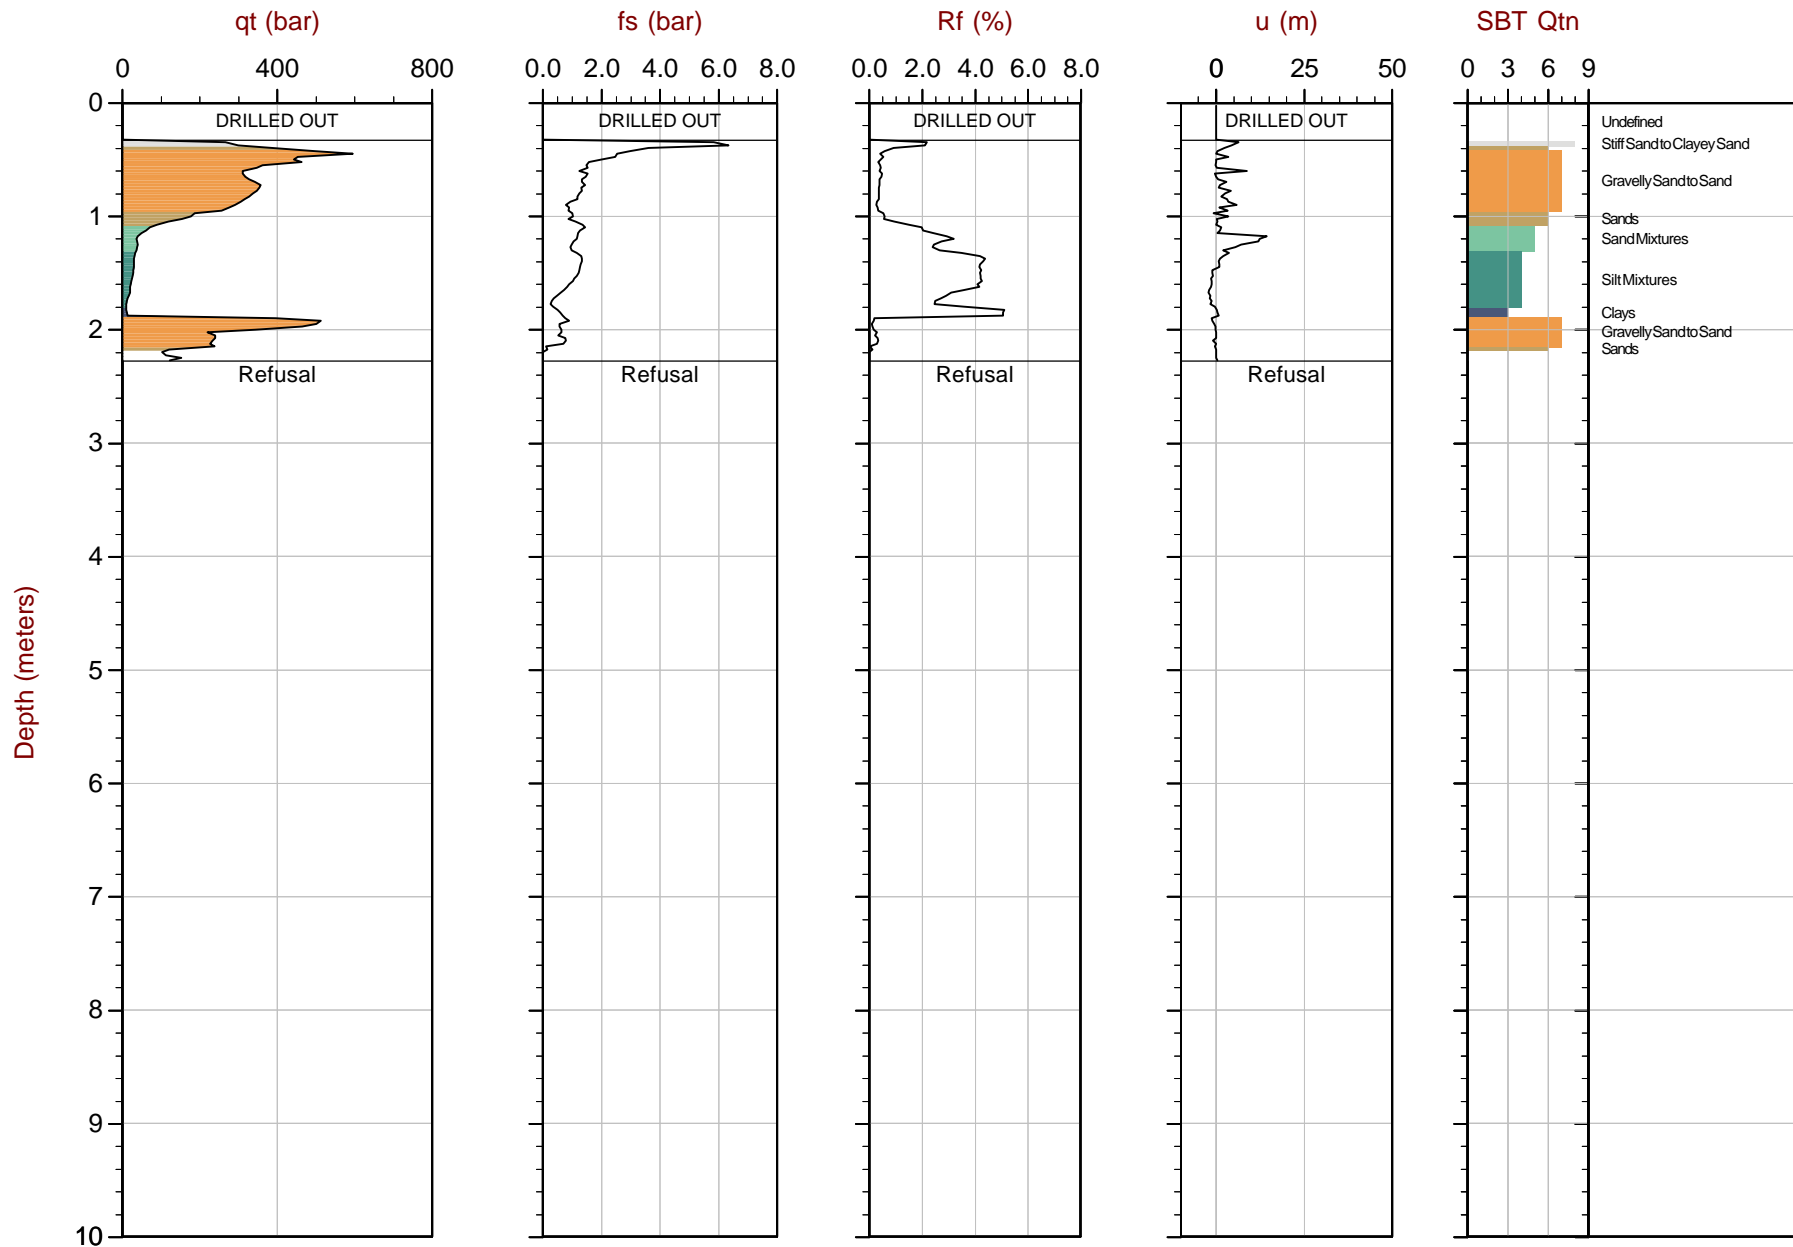 qt (bar) fs (bar) Rf (%) u (m) SBT Qtn
0 400 800 0.0 2.0 4.0 6.0 8.0 0.0 2.0 4.0 6.0 8.0 0 25 50 0 3 6 9
0
DRILLED OUT DRILLED OUT DRILLED OUT DRILLED OUT Undefined
Stiff Sand to Clayey Sand
Gravelly Sand to Sand
1 Sands
Sand Mixtures
Silt Mixtures
Clays
2 Gravelly Sand to Sand
Sands
Refusal Refusal Refusal Refusal
3
4
5
Depth (meters)
6
7
8
9
10